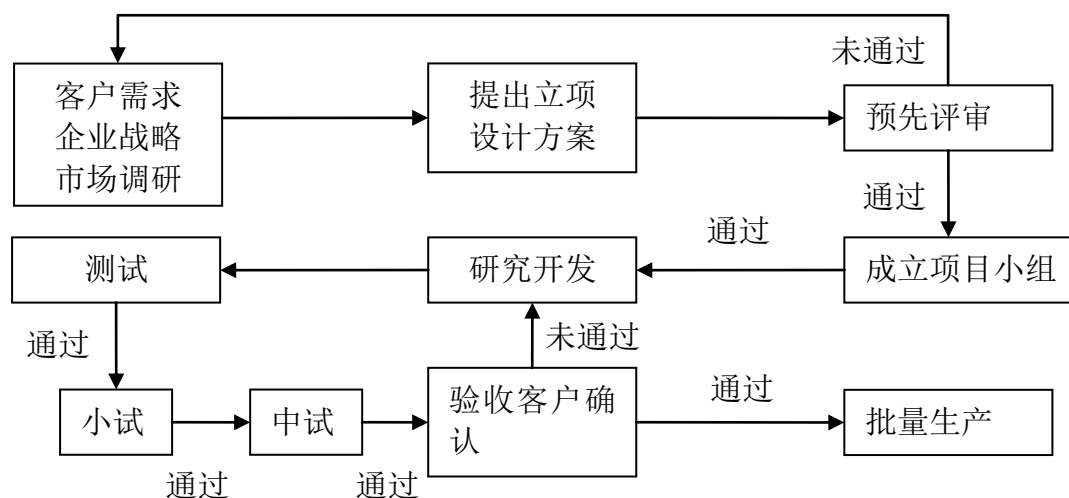 未通过
客户需求
企业战略
市场调研
提出立项
设计方案
预先评审
通过
通过
测试
研究开发
成立项目小组
通过
未通过
小试
中试
验收客户确
认
通过
批量生产
通过
通过